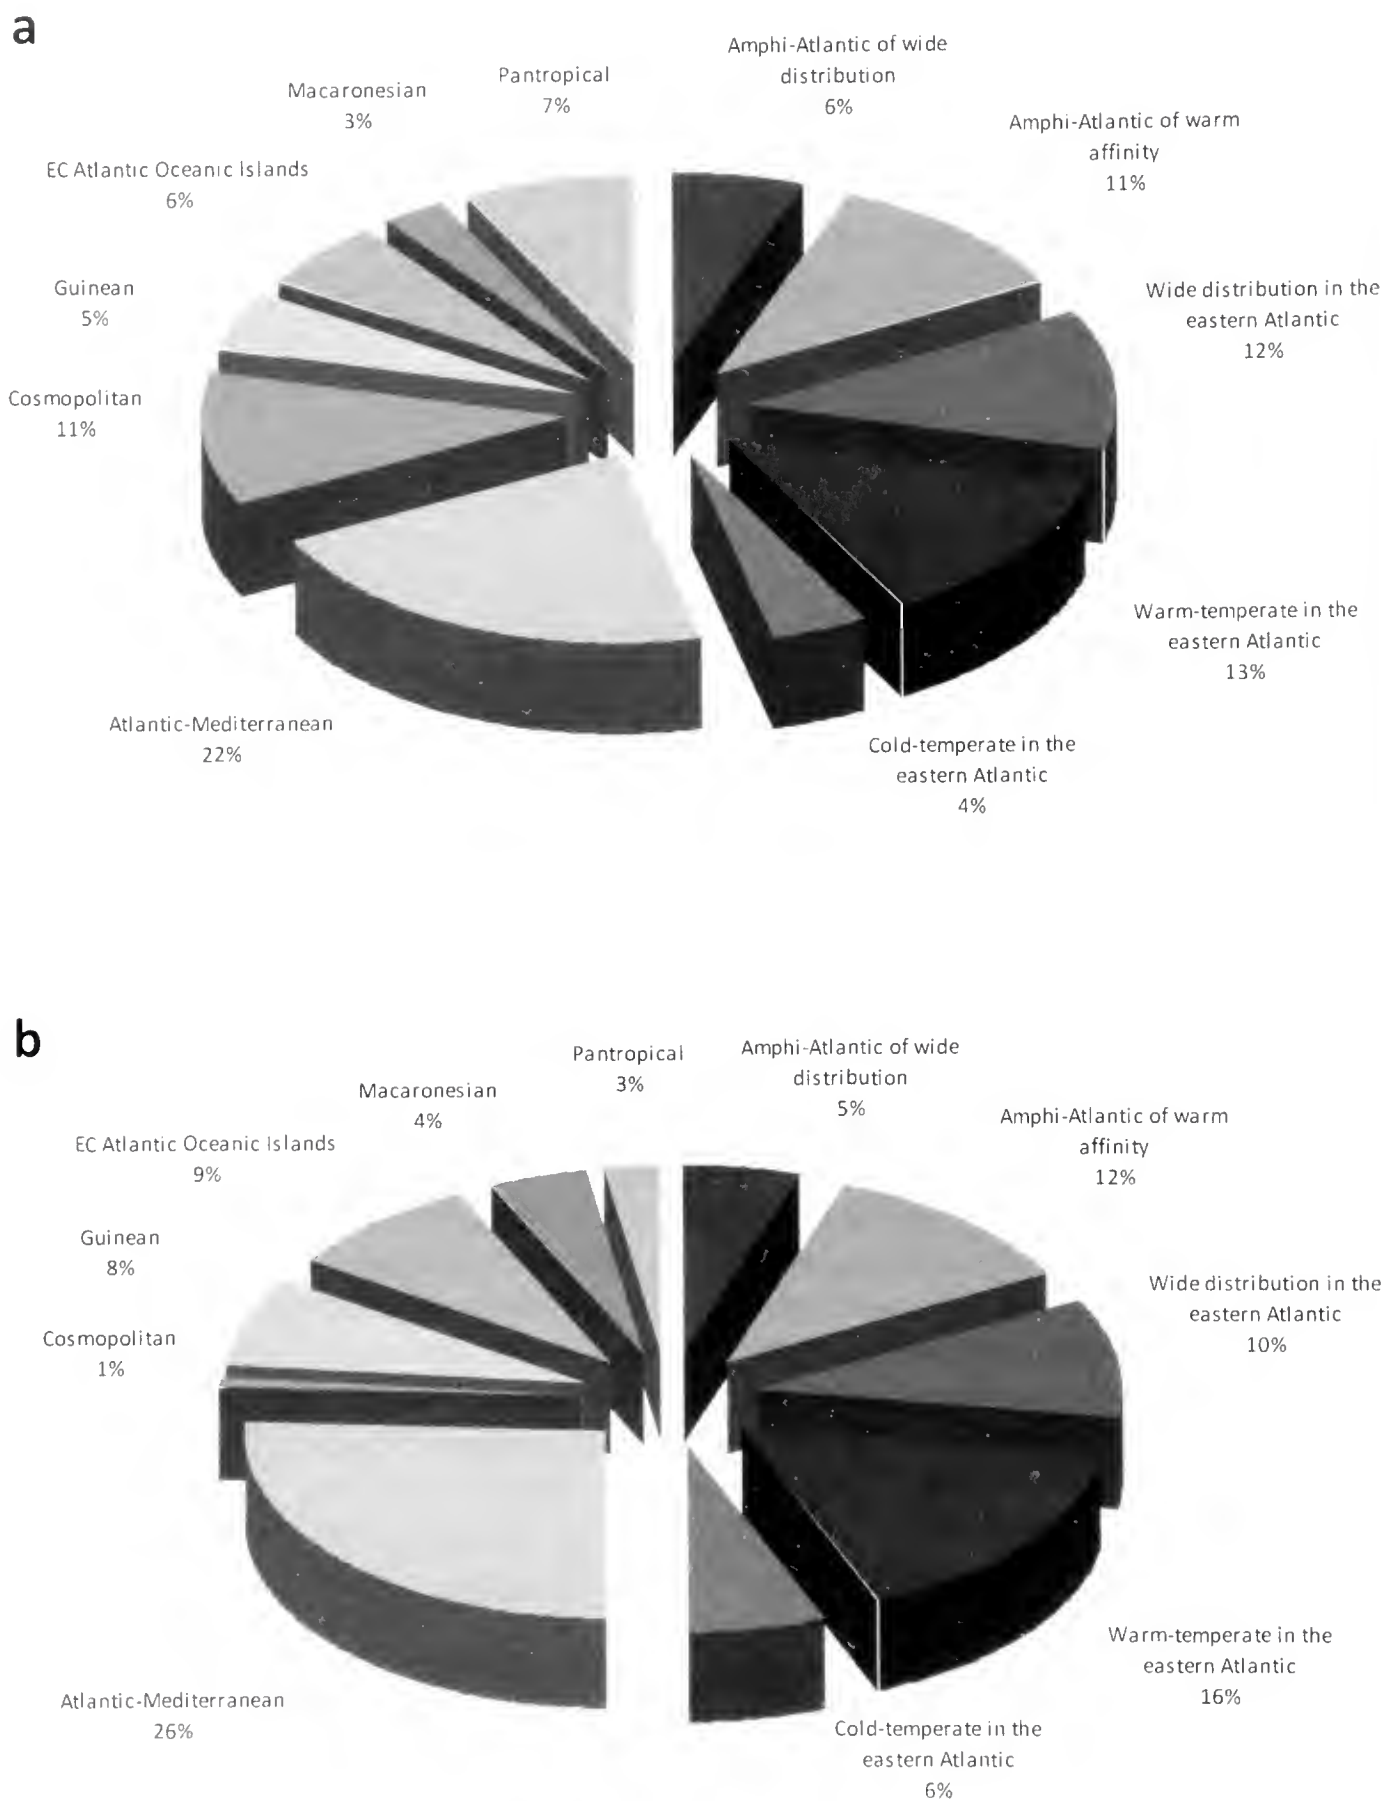 a
Amphi-Atlantic of wide
distribution
6%
Pantropical
7%
Macaronesian
3%
Amphi-Atlantic of warm
affinity
11%
EC Atlantic Oceanic Islands
6%
Guinean
5%
Wide distribution in the
eastern Atlantic
12%
Cosmopolitan
11%
Warm-temperate in the
eastern Atlantic
13%
Atlantic-Mediterranean
22%
Cold-temperate in the
eastern Atlantic
4%
b
Pantropical
3%
Amphi-Atlantic of wide
distribution
5%
Macaronesian
4%
Amphi-Atlantic of warm
affinity
12%
EC Atlantic Oceanic Islands
9%
Guinean
8%
Wide distribution in the
eastern Atlantic
10%
Cosmopolitan
1%
Warm-temperate in the
eastern Atlantic
16%
Atlantic-Mediterranean
26%
Cold-temperate in the
eastern Atlantic
6%